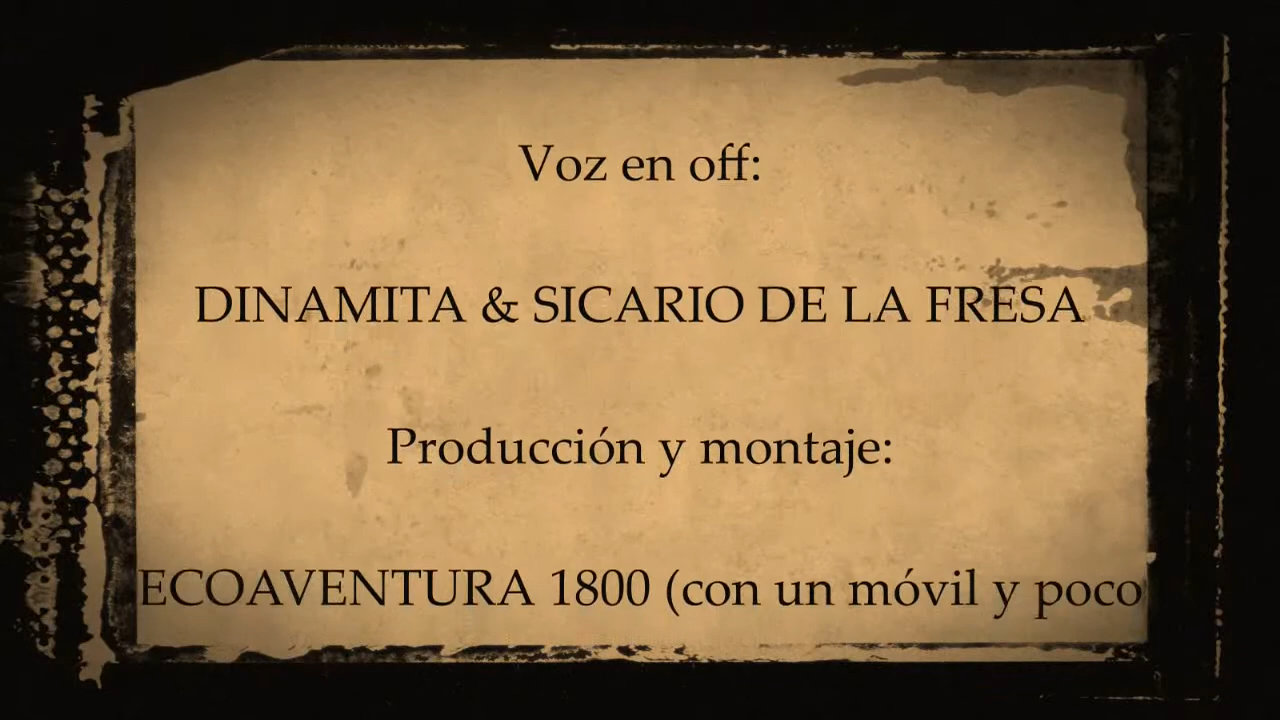 Voz en off:
DINAMITA & SICARIO DE LA FRESA
Producción y montaje:
ECOAVENTURA 1800 (con un móvil y poco